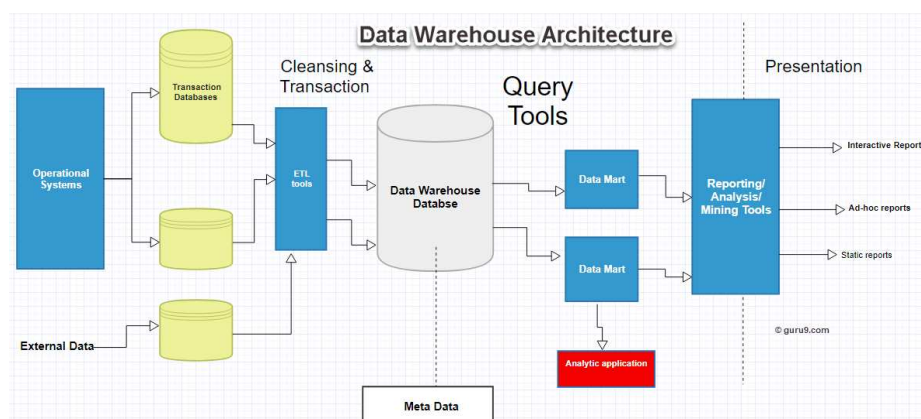 Data Warehouse Architecture
Cleansing &
Transaction
Query
Tools
Presentation
Transaction
Databases
Operational
Systems
ETL
tools
Data Warehouse
Databse
Data Mart
Data Mart
Reporting/
Analysis/
Mining Tools
Interactive Report
Ad-hoc reports
Static reports
© guru9.com
External Data
Analytic application
Meta Data